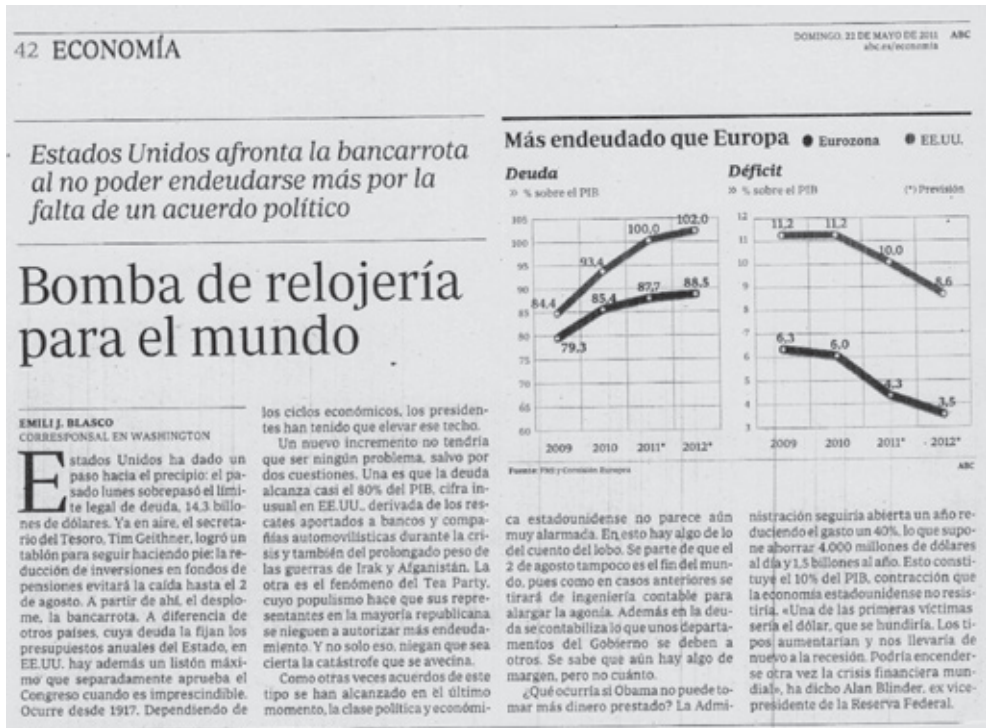 42 ECONOMÍA
DOMINGO, 22 DE MAYO DE 2011 ABC
abc.es/economia
Estados Unidos afronta la bancarrota
al no poder endeudarse más por la
falta de un acuerdo político
Bomba de relojería
para el mundo
EMILI J. BLASCO
CORRESPONSAL EN WASHINGTON
Estados Unidos ha dado un
paso hacia el precipio: el pa-
sado lunes sobrepasó el lími-
te legal de deuda, 14,3 billo-
nes de dólares. Ya en aire, el secreta-
rio del Tesoro, Tim Geithner, logró un
tablón para seguir haciendo pie: la re-
ducción de inversiones en fondos de
pensiones evitará la caída hasta el 2
de agosto. A partir de ahí, el desplo-
me, la bancarrota. A diferencia de
otros países, cuya deuda la fijan los
presupuestos anuales del Estado, en
EE.UU. hay además un listón máxi-
mo que separadamente aprueba el
Congreso cuando es imprescindible.
Ocurre desde 1917. Dependiendo de
los ciclos económicos, los presiden-
tes han tenido que elevar ese techo.
Un nuevo incremento no tendría
que ser ningún problema, salvo por
dos cuestiones. Una es que la deuda
alcanza casi el 80% del PIB, cifra in-
usual en EE.UU., derivada de los res-
cates aportados a bancos y compa-
ñías automovilísticas durante la cri-
sis y también del prolongado peso de
las guerras de Irak y Afganistán. La
otra es el fenómeno del Tea Party,
cuyo populismo hace que sus repre-
sentantes en la mayoría republicana
se nieguen a autorizar más endeuda-
miento. Y no solo eso, niegan que sea
cierta la catástrofe que se avecina.
Como otras veces acuerdos de este
tipo se han alcanzado en el último
momento, la clase política y económi-
Más endeudado que Europa Eurozona EE.UU.
Deuda
» % sobre el PIB
105
100
95
90
85
80
75
70
65
60
84,4
93,4
100,0
102,0
79,3
85,4
87,7
88,5
2009 2010 2011* 2012*
Déficit
» % sobre el PIB (*) Previsión
12
11
10
9
8
7
6
5
4
3
11,2
11,2
10,0
8,6
6,3
6,0
4,3
3,5
2009 2010 2011* 2012*
Fuente: FMI y Comisión Europea
ABC
ca estadounidense no parece aún
muy alarmada. En esto hay algo de lo
del cuento del lobo. Se parte de que el
2 de agosto tampoco es el fin del mun-
do, pues como en casos anteriores se
tirará de ingeniería contable para
alargar la agonía. Además en la deu-
da se contabiliza lo que unos departa-
mentos del Gobierno se deben a
otros. Se sabe que aún hay algo de
margen, pero no cuánto.
¿Qué ocurría si Obama no puede to-
mar más dinero prestado? La Admi-
nistración seguiría abierta un año re-
duciendo el gasto un 40%, lo que supo-
ne ahorrar 4.000 millones de dólares
al día y 1,5 billones al año. Esto consti-
tuye el 10% del PIB, contracción que
la economía estadounidense no resis-
tiría. «Una de las primeras víctimas
sería el dólar, que se hundiría. Los ti-
pos aumentarían y nos llevaría de
nuevo a la recesión. Podría encender-
se otra vez la crisis financiera mun-
dial», ha dicho Alan Blinder, ex vice-
presidente de la Reserva Federal.